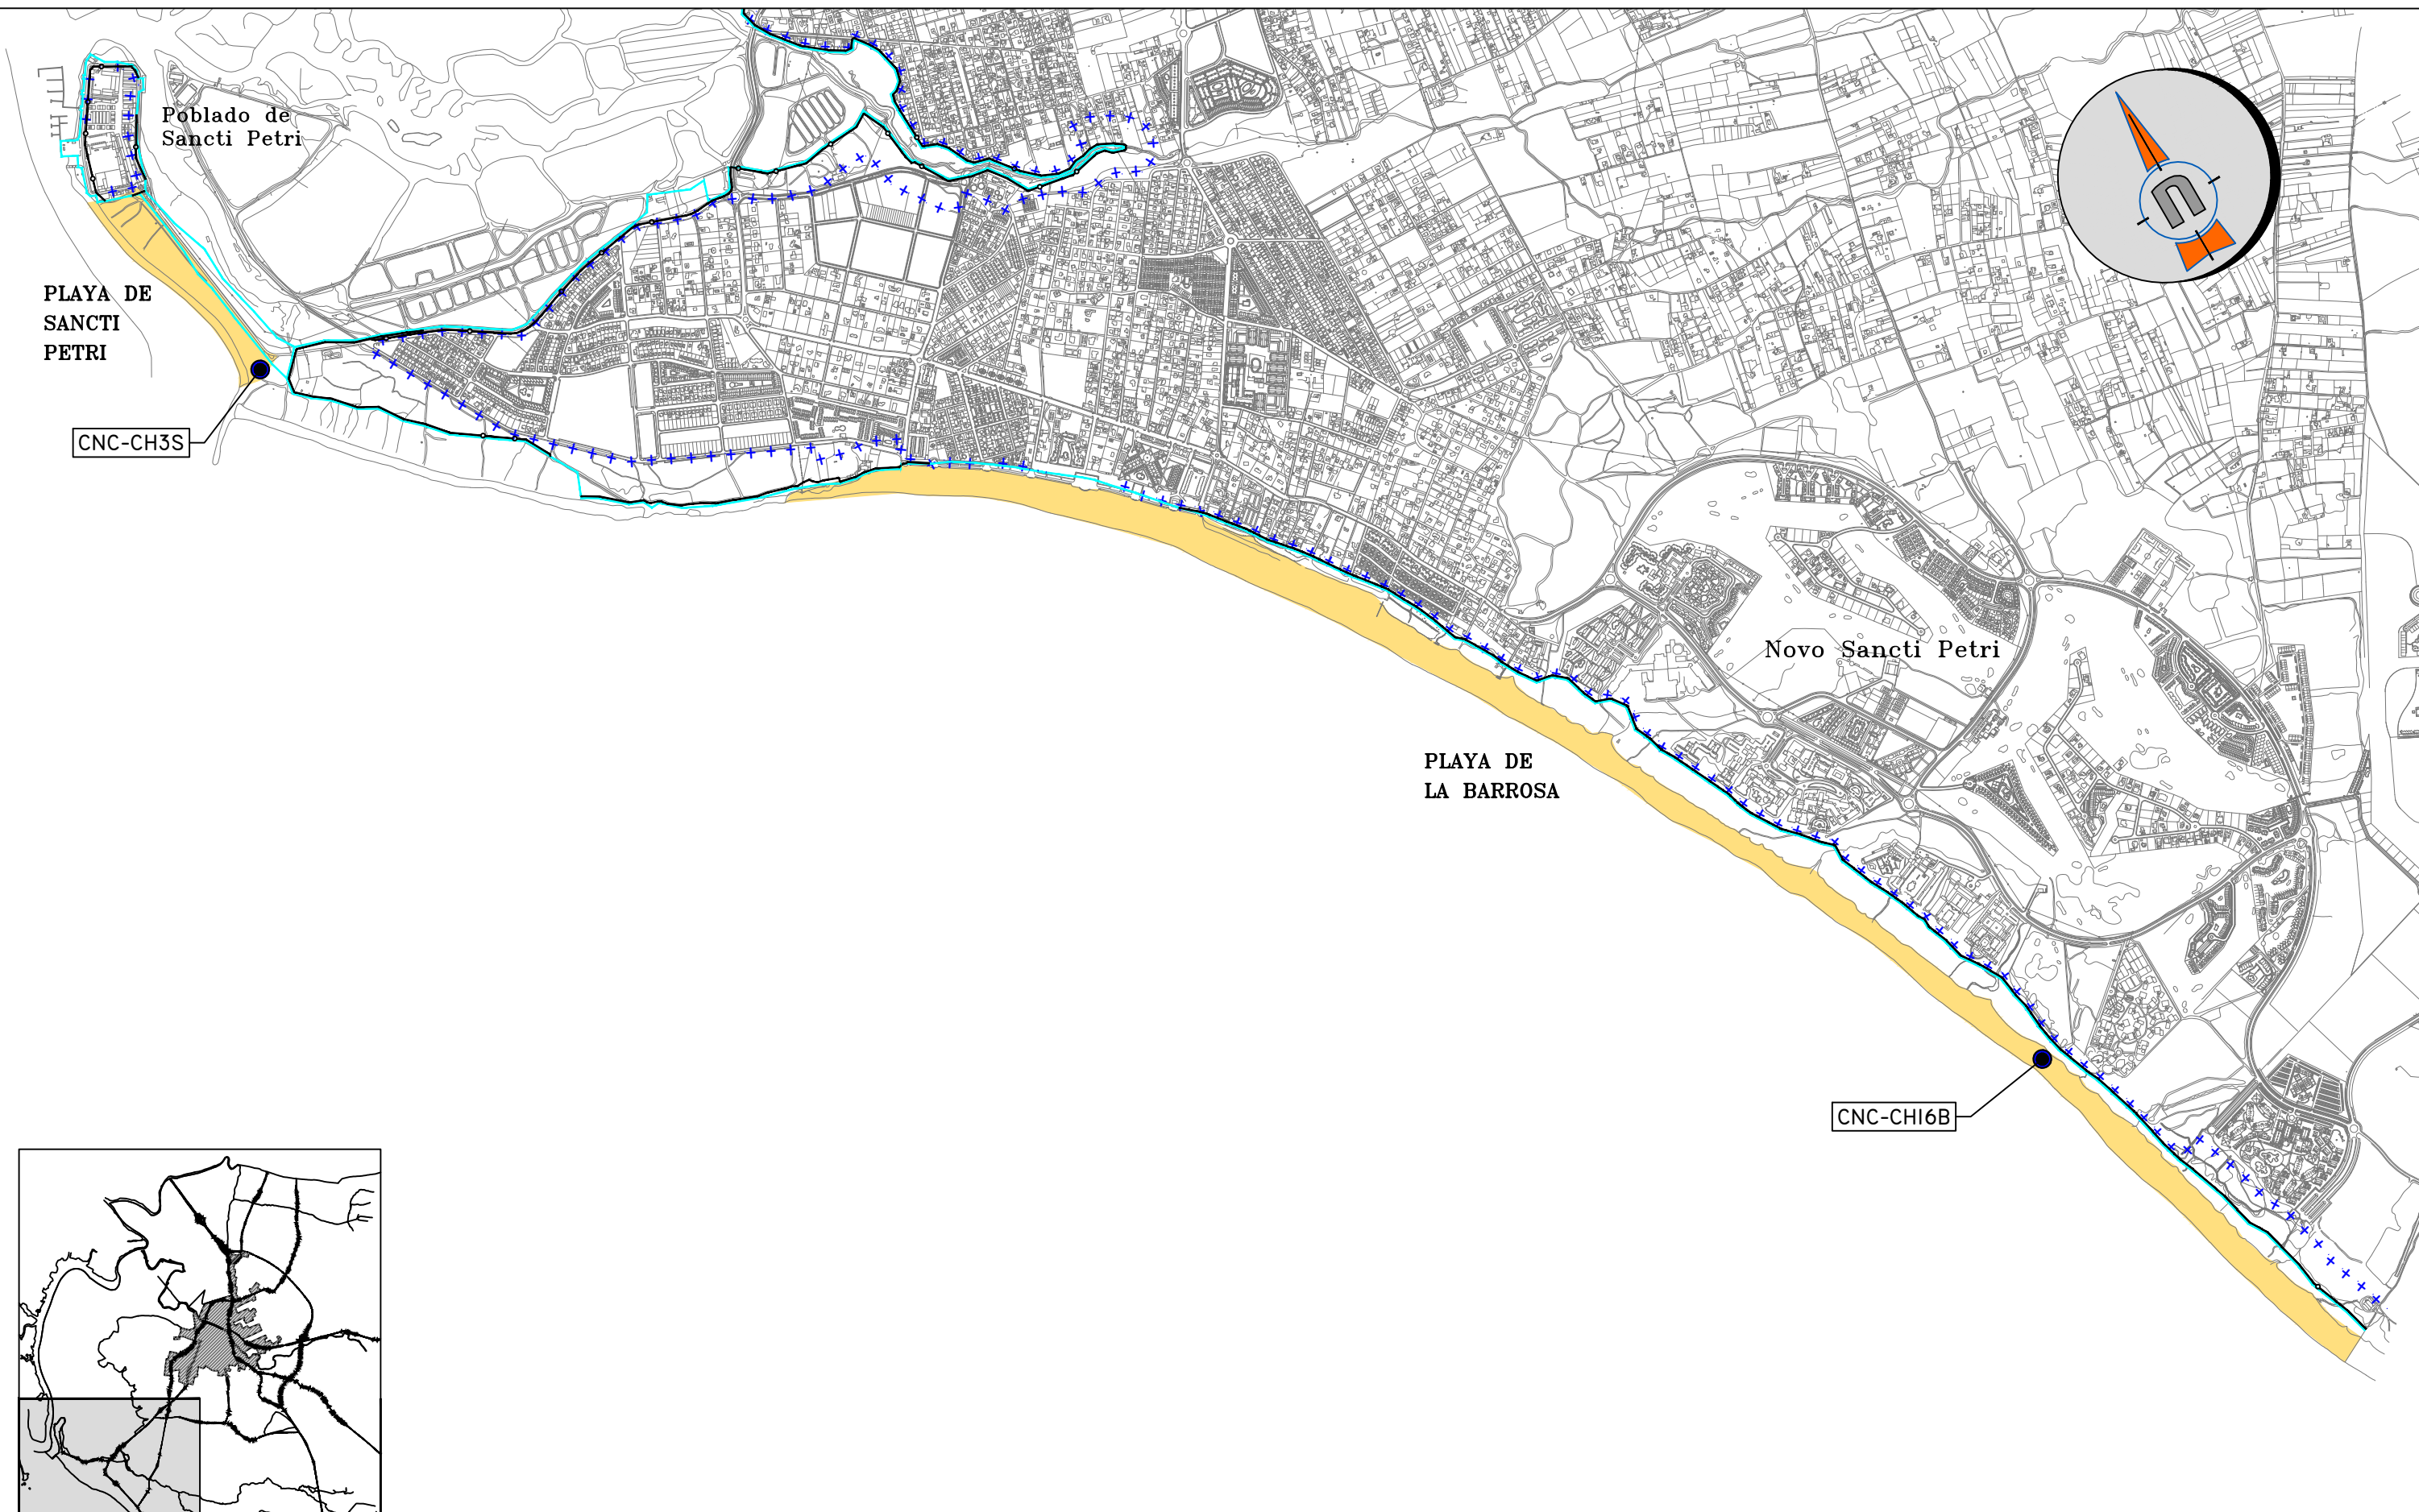 Poblado de
Sancti Petri
PLAYA DE
SANCTI
PETRI
CNC-CH3S
Novo Sancti Petri
PLAYA DE
LA BARROSA
CNC-CHI6B